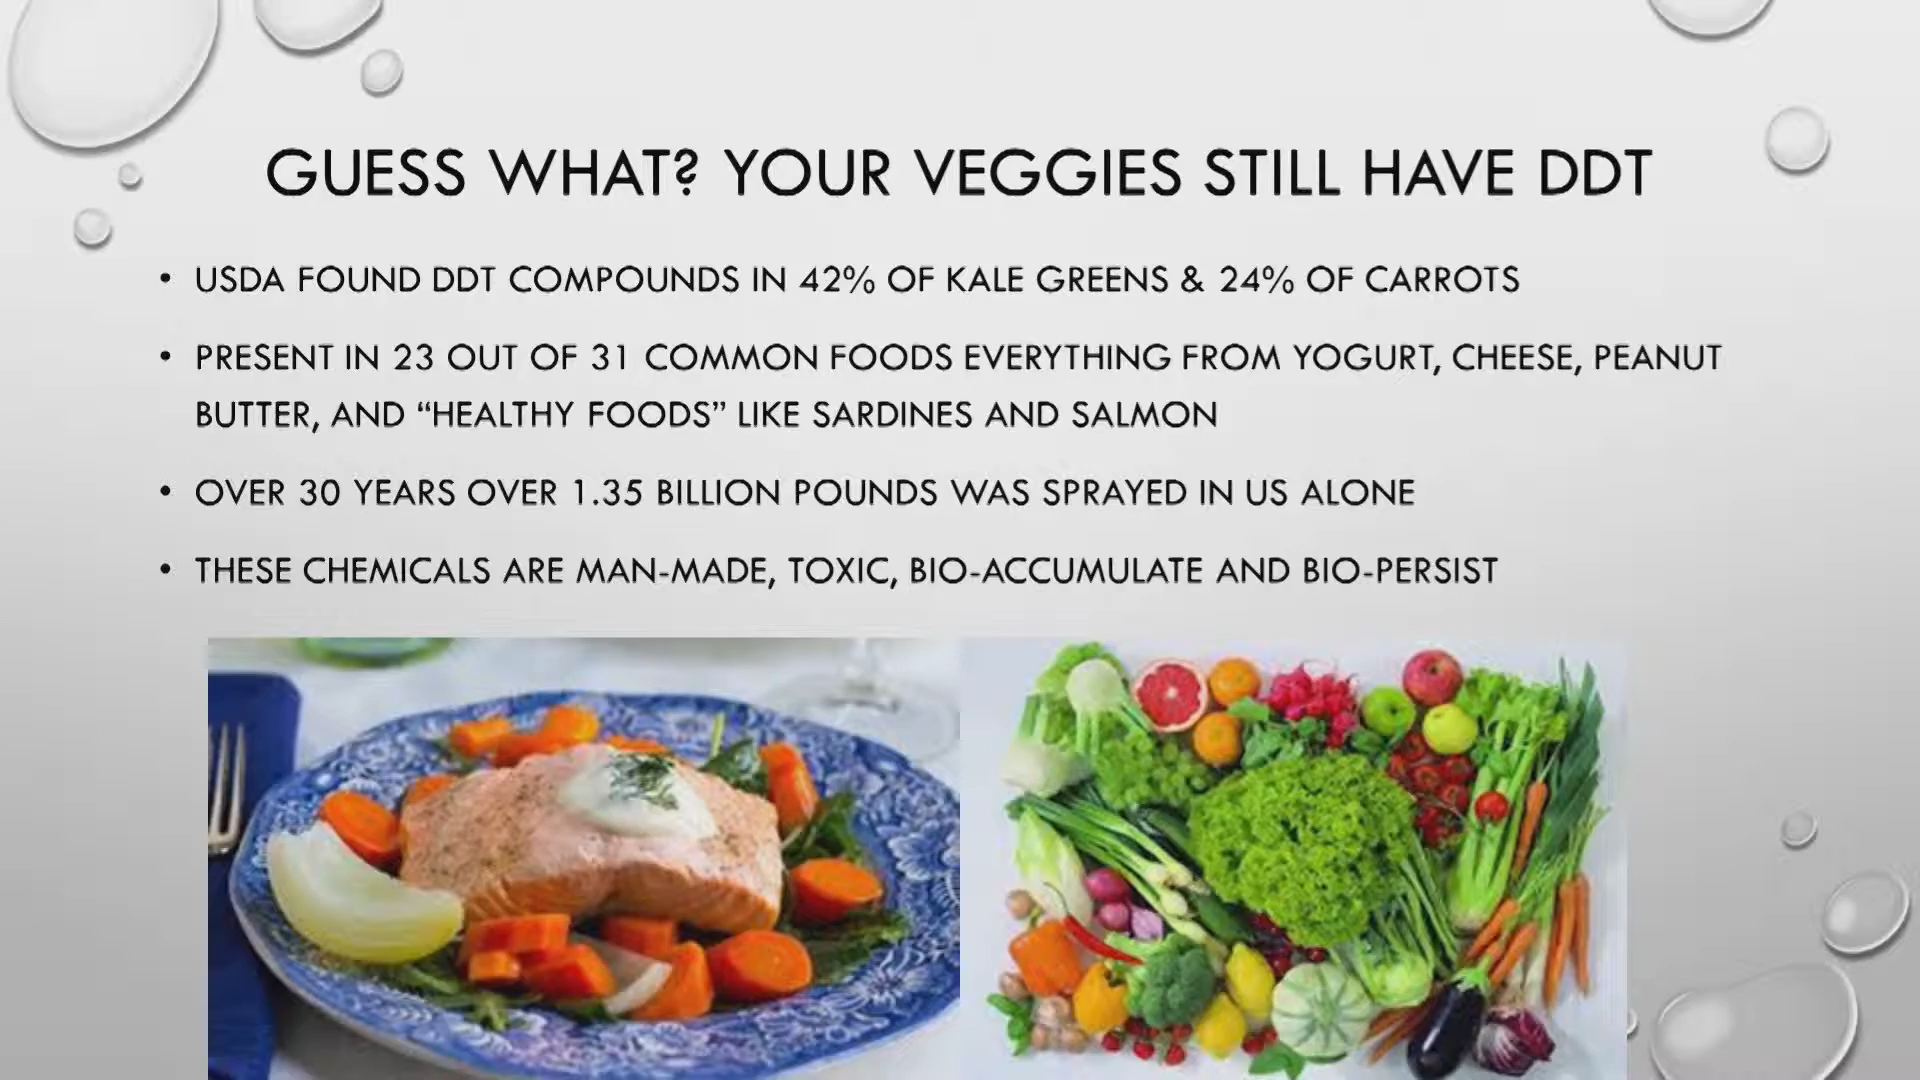 GUESS WHAT? YOUR VEGGIES STILL HAVE DDT
• USDA FOUND DDT COMPOUNDS IN 42% OF KALE GREENS & 24% OF CARROTS
• PRESENT IN 23 OUT OF 31 COMMON FOODS EVERYTHING FROM YOGURT, CHEESE, PEANUT
BUTTER, AND “HEALTHY FOODS” LIKE SARDINES AND SALMON
• OVER 30 YEARS OVER 1.35 BILLION POUNDS WAS SPRAYED IN US ALONE
• THESE CHEMICALS ARE MAN-MADE, TOXIC, BIO-ACCUMULATE AND BIO-PERSIST